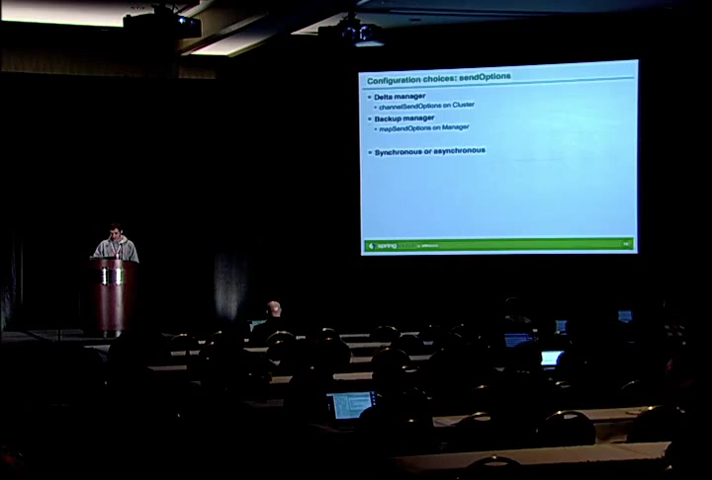 Configuration choices: sendOptions
Delta manager
channelSendOptions on Cluster
Backup manager
mapSendOptions on Manager
Synchronous or asynchronous
spring